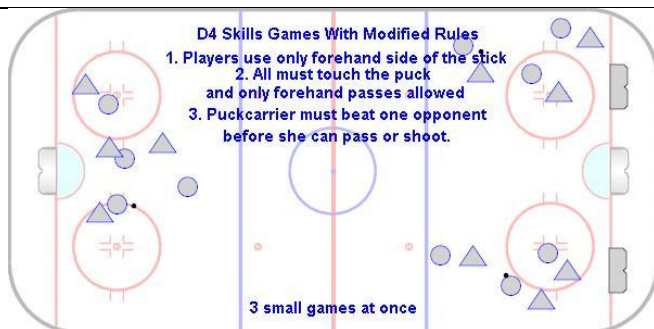 D4 Skills Games With Modified Rules
1. Players use only forehand side of the stick
2. All must touch the puck
and only forehand passes allowed
3. Puckcarrier must beat one opponent
before she can pass or shoot.
3 small games at once